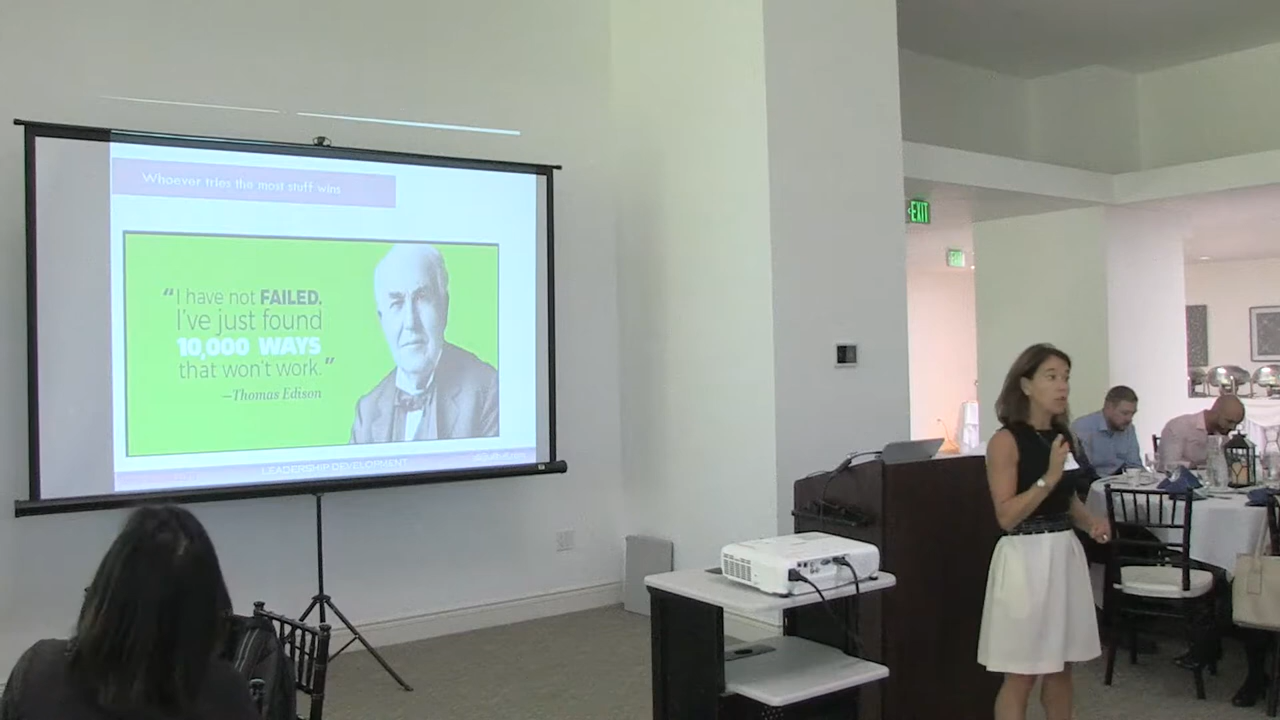 Whoever tries the most stuff wins
“I have not FAILED.
I've just found
10,000 WAYS
that won't work.”
—Thomas Edison
LEADERSHIP DEVELOPMENT
EXIT